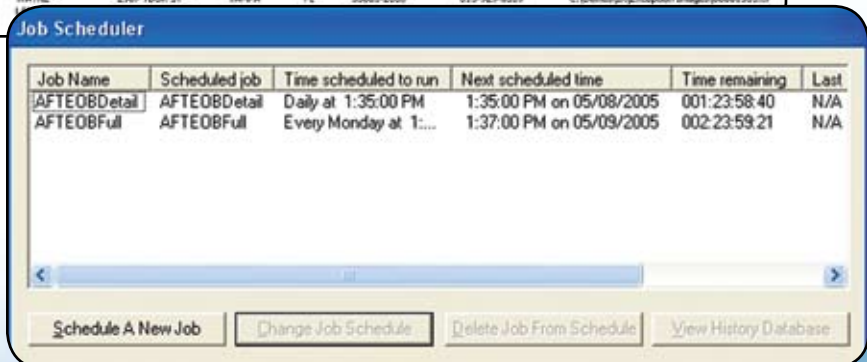 Job Scheduler
Job Name Scheduled job Time scheduled to run Next scheduled time Time remaining Last
AFTEOBDetail AFTEOBDetail Daily at 1:35:00 PM 1:35:00 PM on 05/08/2005 001:23:58:40 N/A
AFTEOBFull AFTEOBFull Every Monday at 1:... 1:37:00 PM on 05/09/2005 002:23:59:21 N/A
Schedule A New Job Change Job Schedule Delete Job From Schedule View History Database